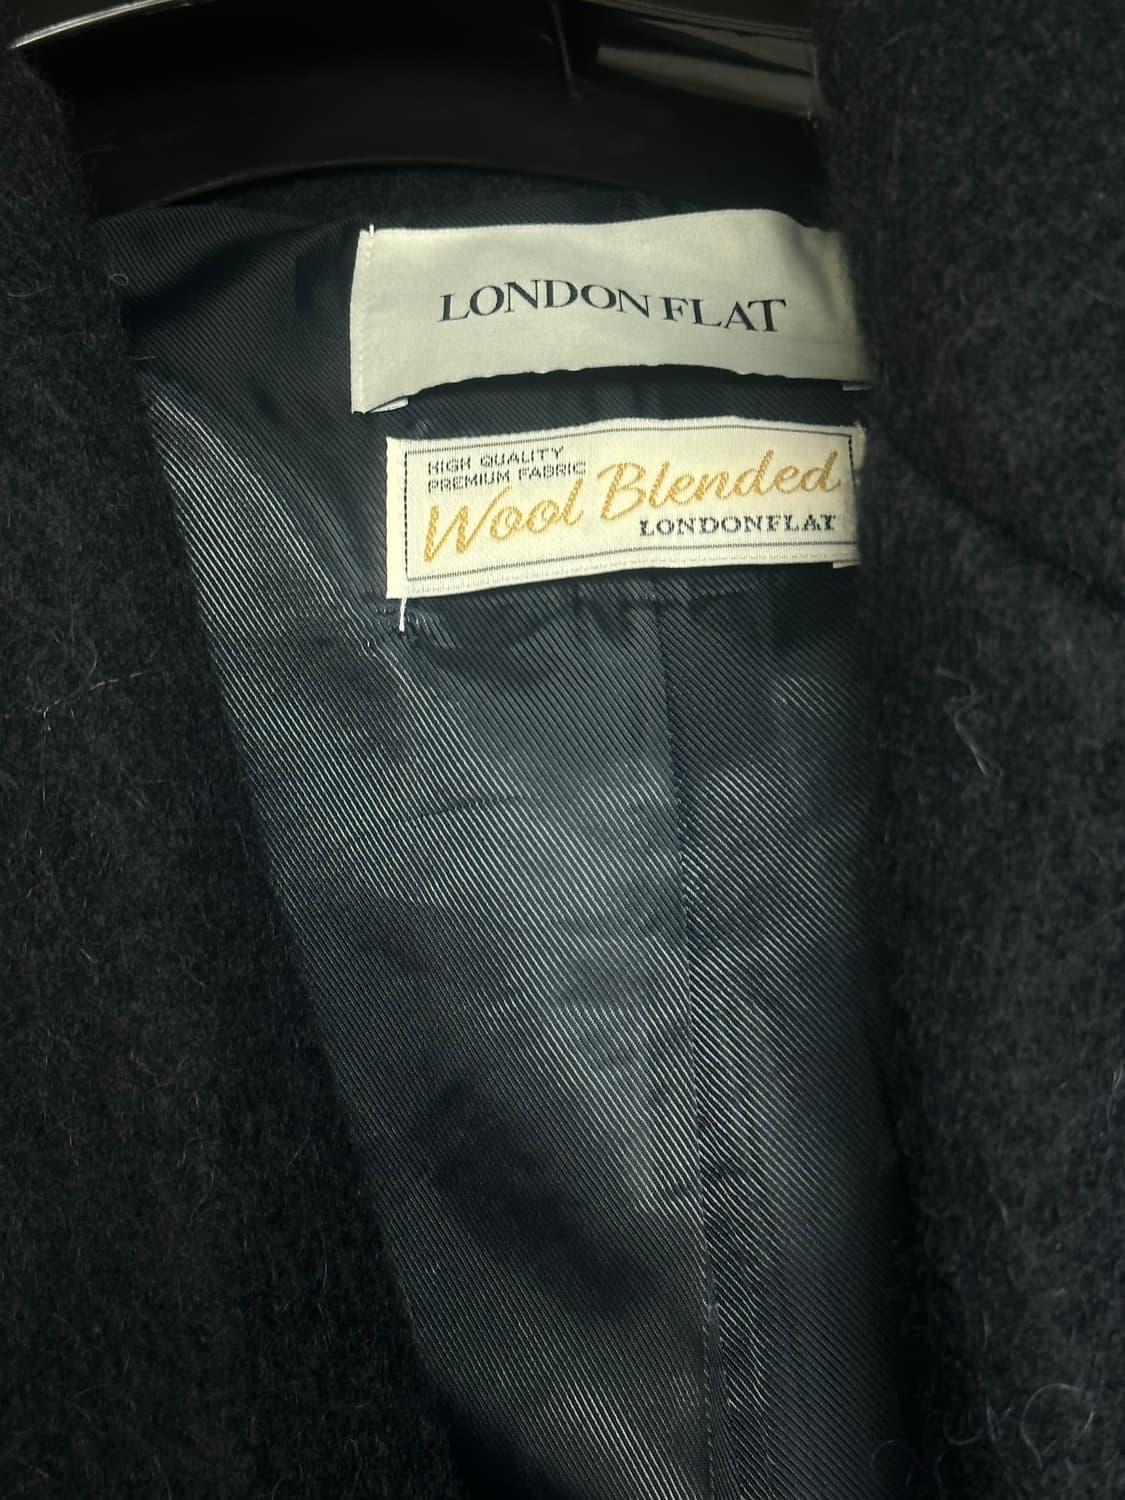 LONDON FLAT
HIGH QUALITY
PREMIUM FABRIC
Wool Blended
LONDONFLAT